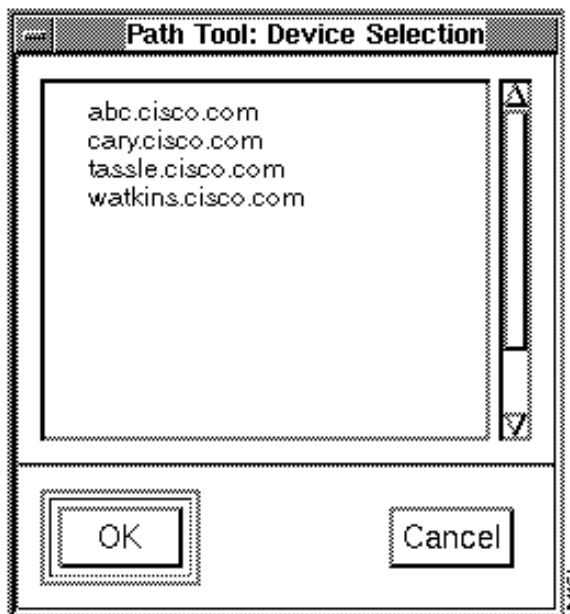 Path Tool: Device Selection
abc.cisco.com
cary.cisco.com
tassle.cisco.com
watkins.cisco.com
OK
Cancel